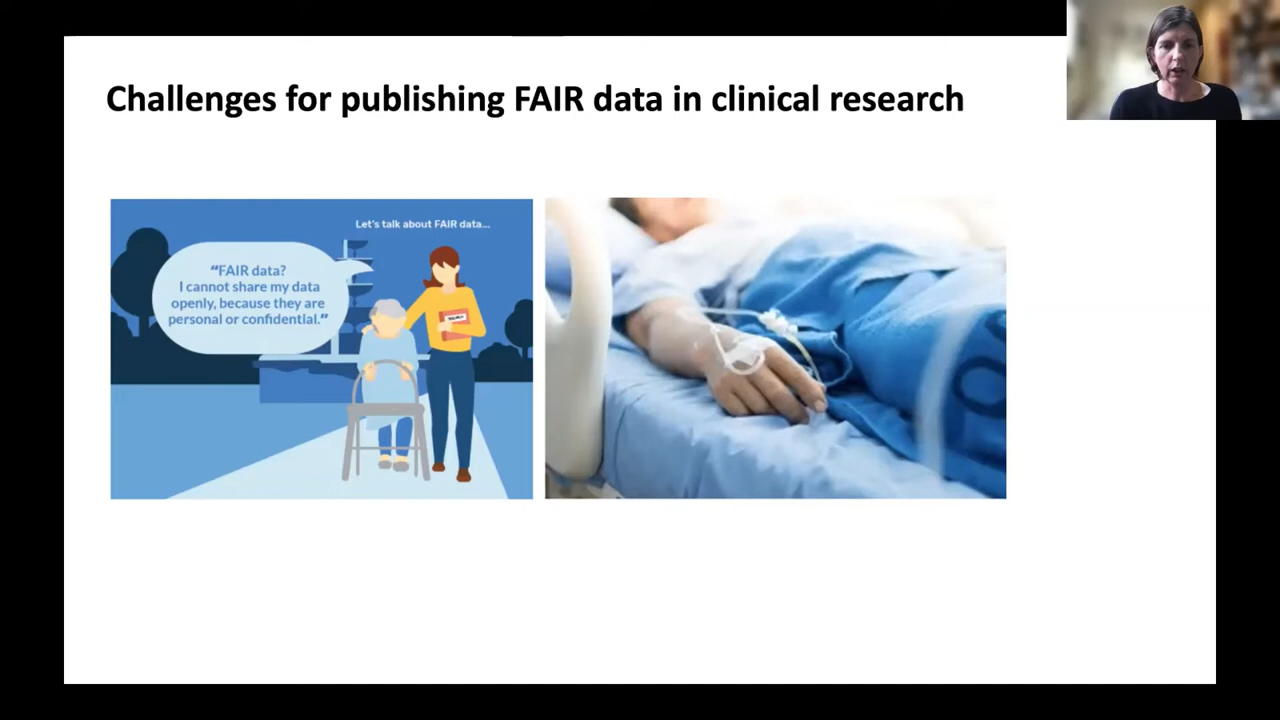 Challenges for publishing FAIR data in clinical research
Let's talk about FAIR data...
“FAIR data?
I cannot share my data
openly, because they are
personal or confidential.”